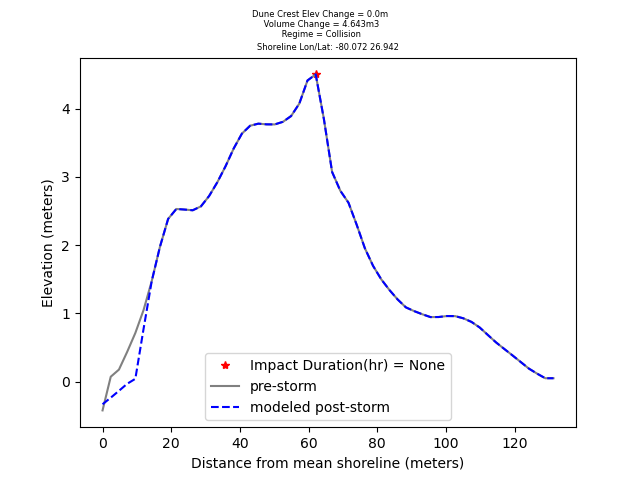 Dune Crest Elev Change = 0.0m
Volume Change = 4.643m3
Regime = Collision
Shoreline Lon/Lat: -80.072 26.942
4
3
2
1
0
Elevation (meters)
Impact Duration(hr) = None
pre-storm
modeled post-storm
0 20 40 60 80 100 120
Distance from mean shoreline (meters)